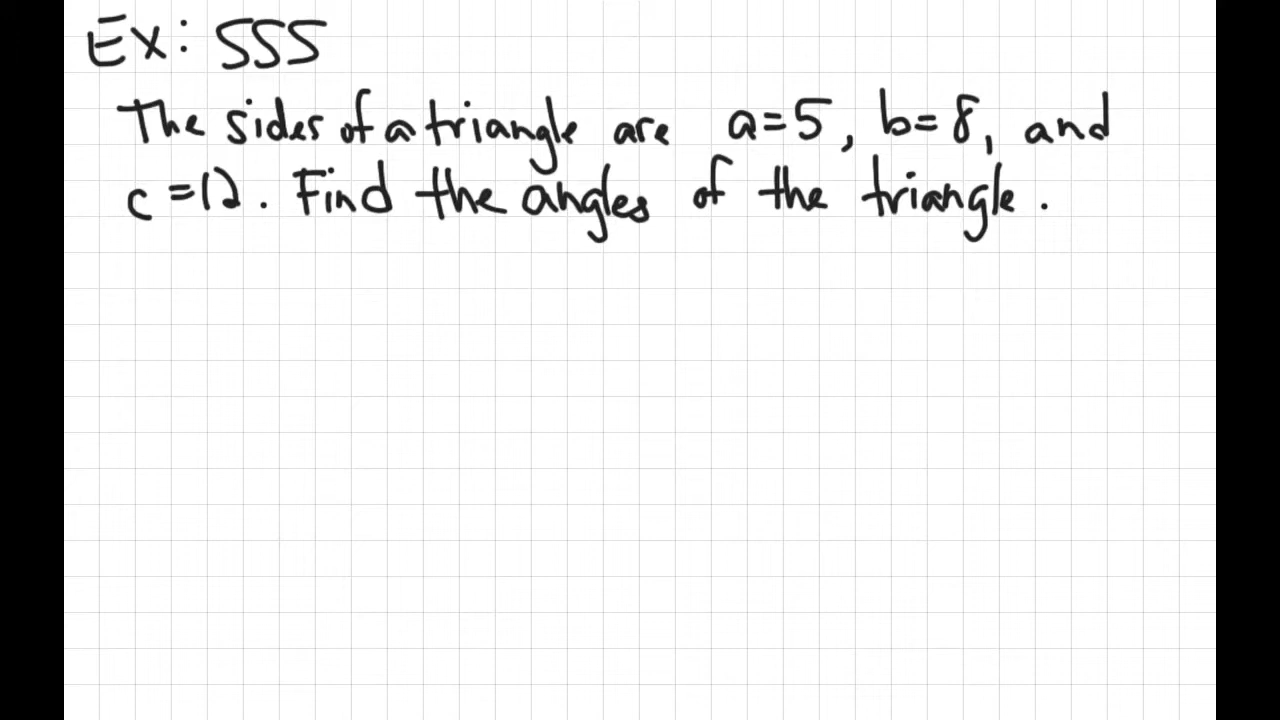 Ex: SSS
The sides of a triangle are a=5, b=8, and
c=12. Find the angles of the triangle.